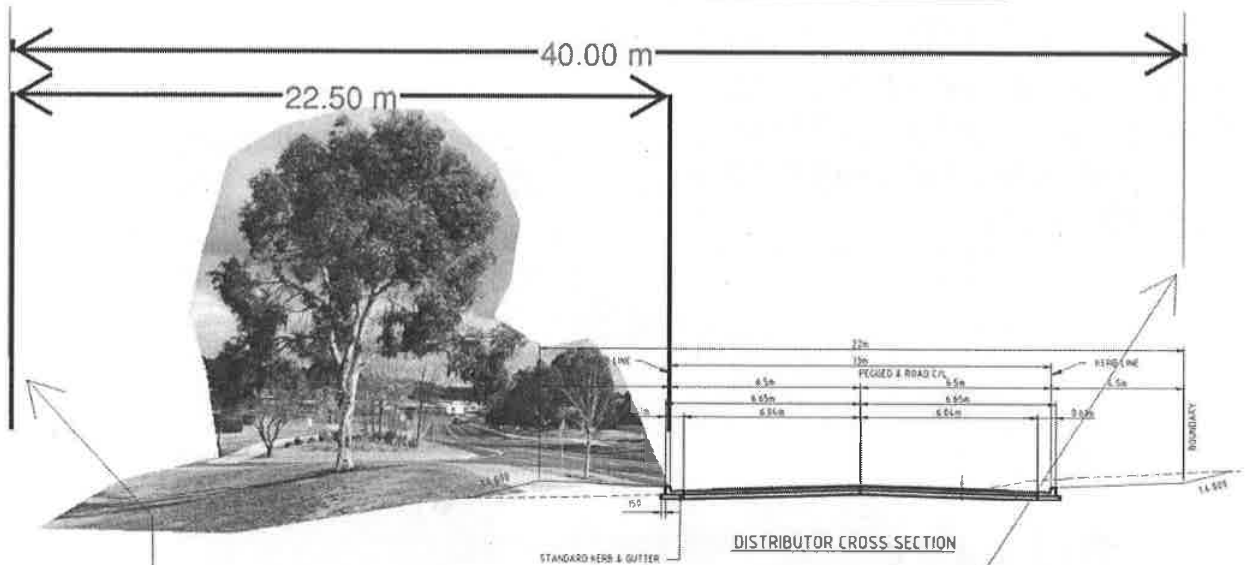 40.00 m
22.50 m
22m
LINE
13m
KERB LINE
PEGGED & ROAD C/L
6.5m
6.5m
4.5m
6.65m
6.65m
6.04m
6.04m
BOUNDARY
150
DISTRIBUTOR CROSS SECTION
STANDARD KERB & GUTTER